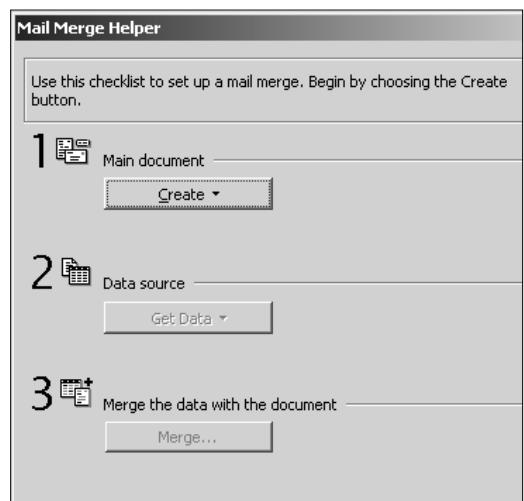 Mail Merge Helper
Use this checklist to set up a mail merge. Begin by choosing the Create
button.
1 Main document
Create
2 Data source
Get Data
3 Merge the data with the document
Merge...